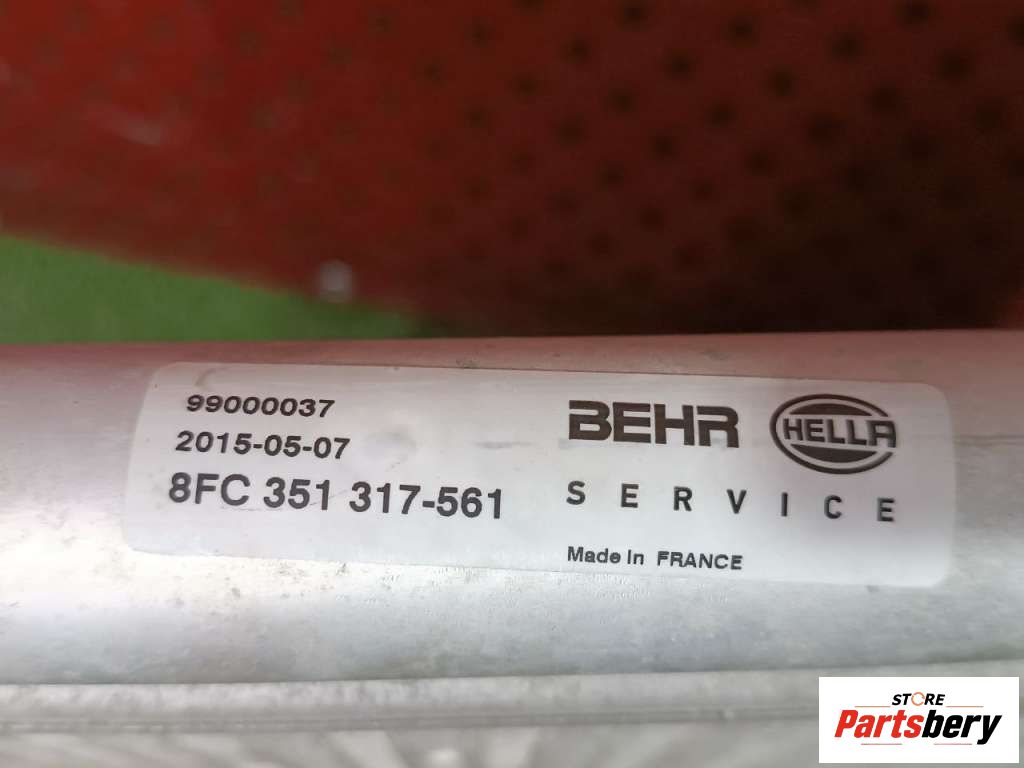 99000037
2015-05-07
8FC 351 317-561
BEHR HELLA
SERVICE
Made In FRANCE
STORE
Partsbery